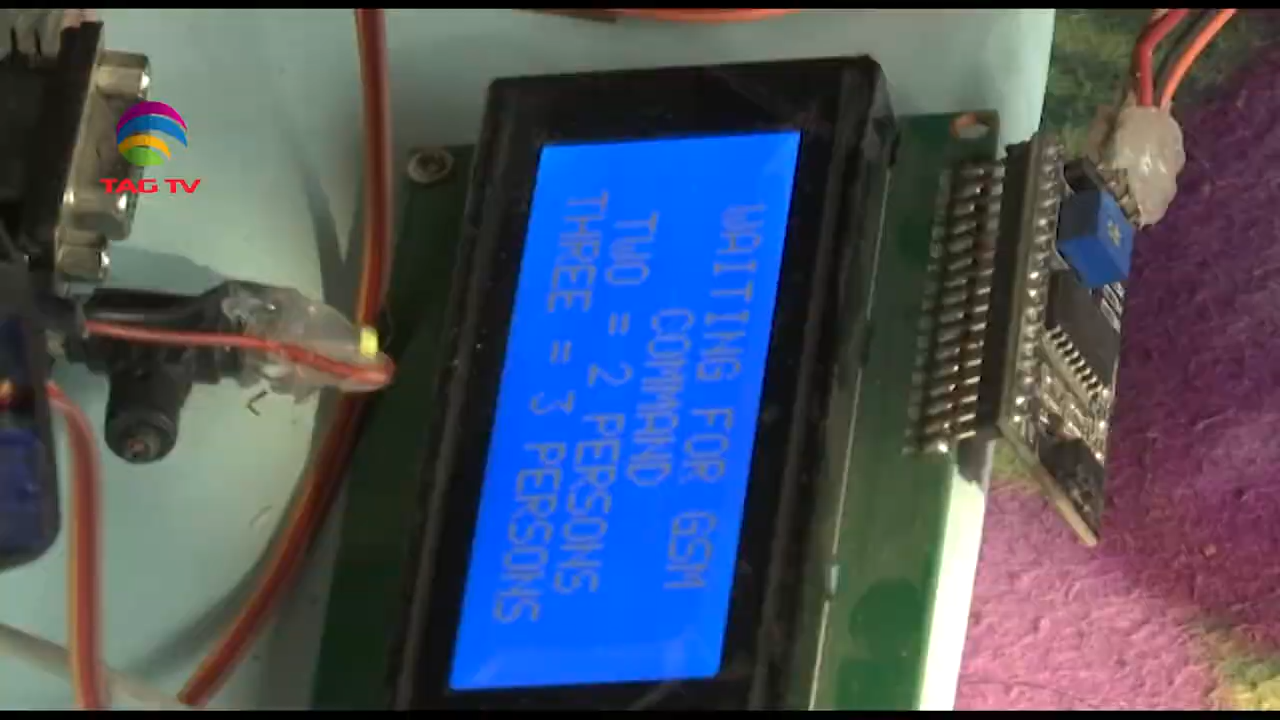 TAG TV
WAITING FOR GSM
COMMAND
TWO = 2 PERSONS
THREE = 3 PERSONS